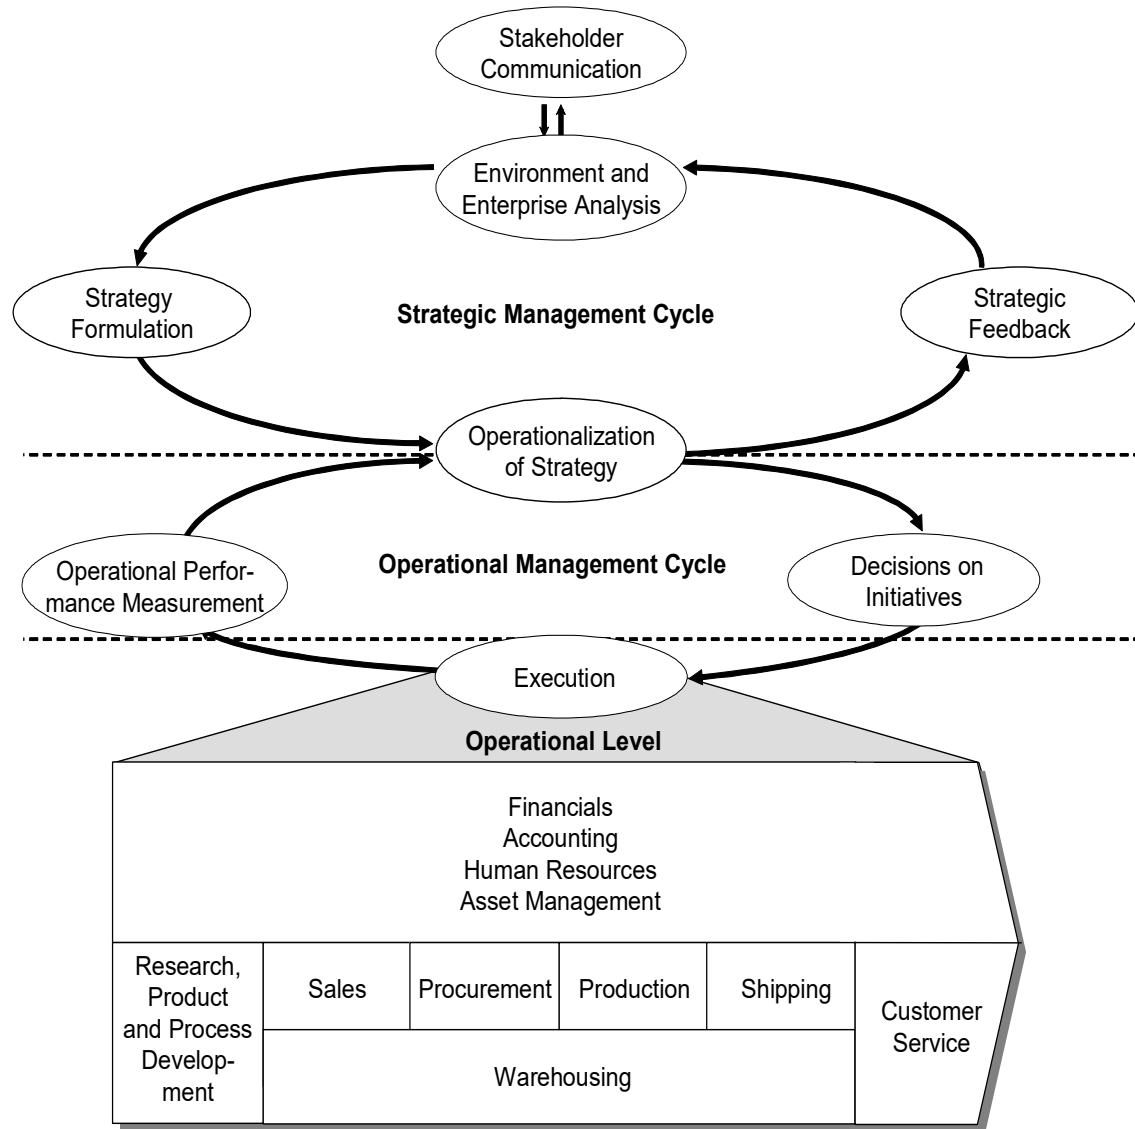 Stakeholder
Communication
Environment and
Enterprise Analysis
Strategy
Formulation
Strategic Management Cycle
Strategic
Feedback
Operationalization
of Strategy
Operational Perfor-
mance Measurement
Operational Management Cycle
Decisions on
Initiatives
Execution
Operational Level
Financials
Accounting
Human Resources
Asset Management
Research,
Product
and Process
Develop-
ment
Sales
Procurement
Production
Shipping
Warehousing
Customer
Service